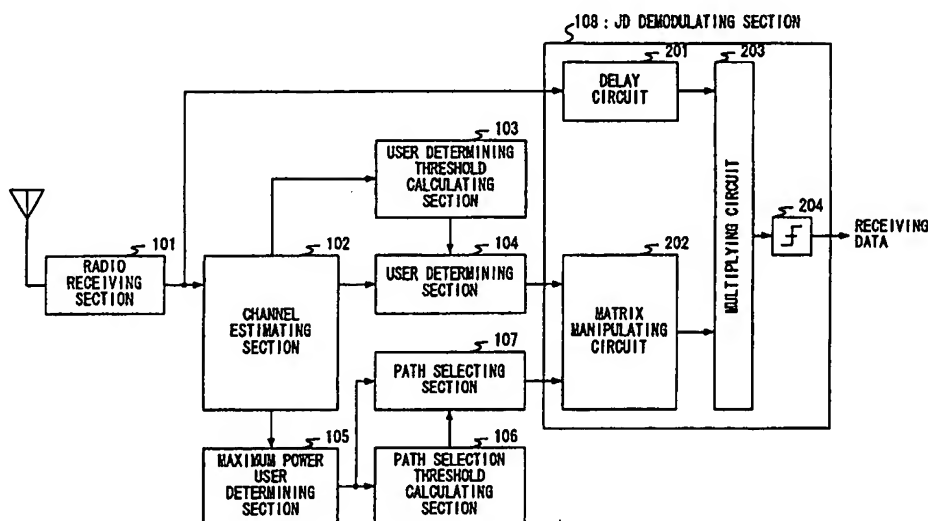 108 : JD DEMODULATING SECTION
201
203
DELAY
CIRCUIT
103
USER DETERMINING
THRESHOLD
CALCULATING
SECTION
MULTIPLYING CIRCUIT
204
RECEIVING
DATA
101
RADIO
RECEIVING
SECTION
102
CHANNEL
ESTIMATING
SECTION
104
USER DETERMINING
SECTION
202
MATRIX
MANIPULATING
CIRCUIT
107
PATH SELECTING
SECTION
105
MAXIMUM POWER
USER
DETERMINING
SECTION
106
PATH SELECTION
THRESHOLD
CALCULATING
SECTION